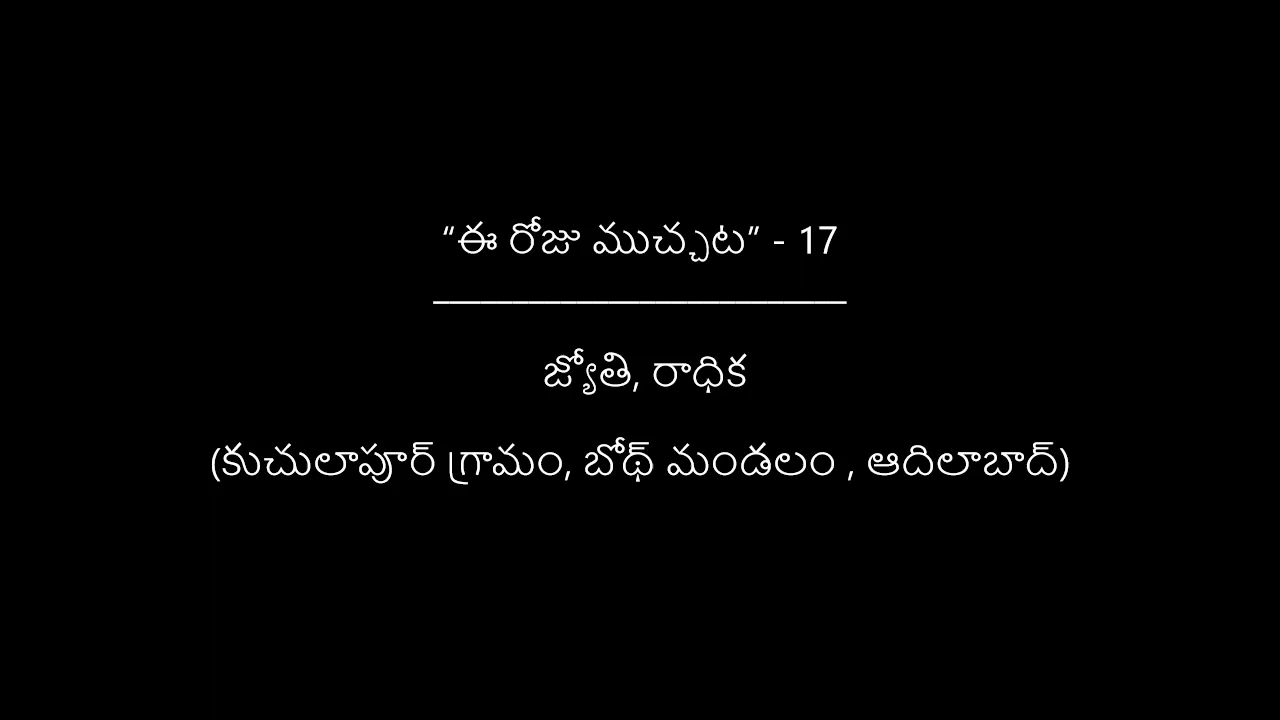 “ఈ రోజు ముచ్చట” - 17
జ్యోతి, రాధిక
(కుచులాపూర్ గ్రామం, బోథ్ మండలం , ఆదిలాబాద్)